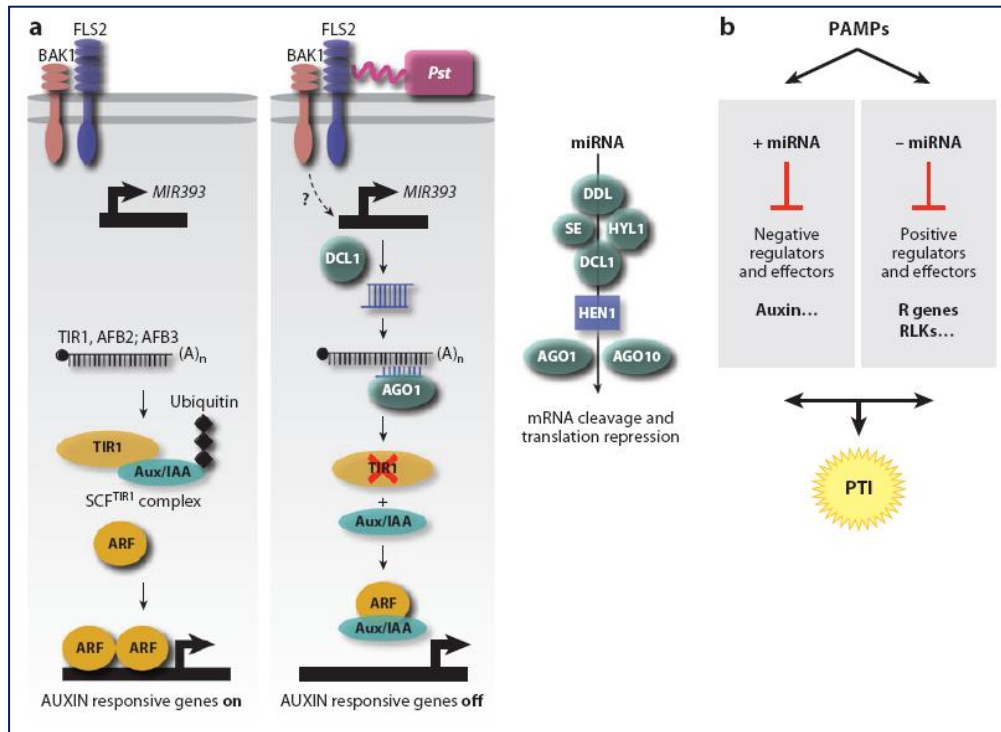 a
FLS2
BAK1
MIR393
TIR1, AFB2; AFB3
(A)n
Ubiquitin
TIR1
Aux/IAA
SCFTIR1 complex
ARF
ARF ARF
AUXIN responsive genes on
FLS2
BAK1
Pst
?
MIR393
DCL1
(A)n
AGO1
TIR1
+
Aux/IAA
ARF
Aux/IAA
AUXIN responsive genes off
miRNA
DDL
SE HYL1
DCL1
HEN1
AGO1 AGO10
mRNA cleavage and
translation repression
b
PAMPs
+ miRNA
Negative
regulators
and effectors
Auxin...
– miRNA
Positive
regulators
and effectors
R genes
RLKs...
PTI